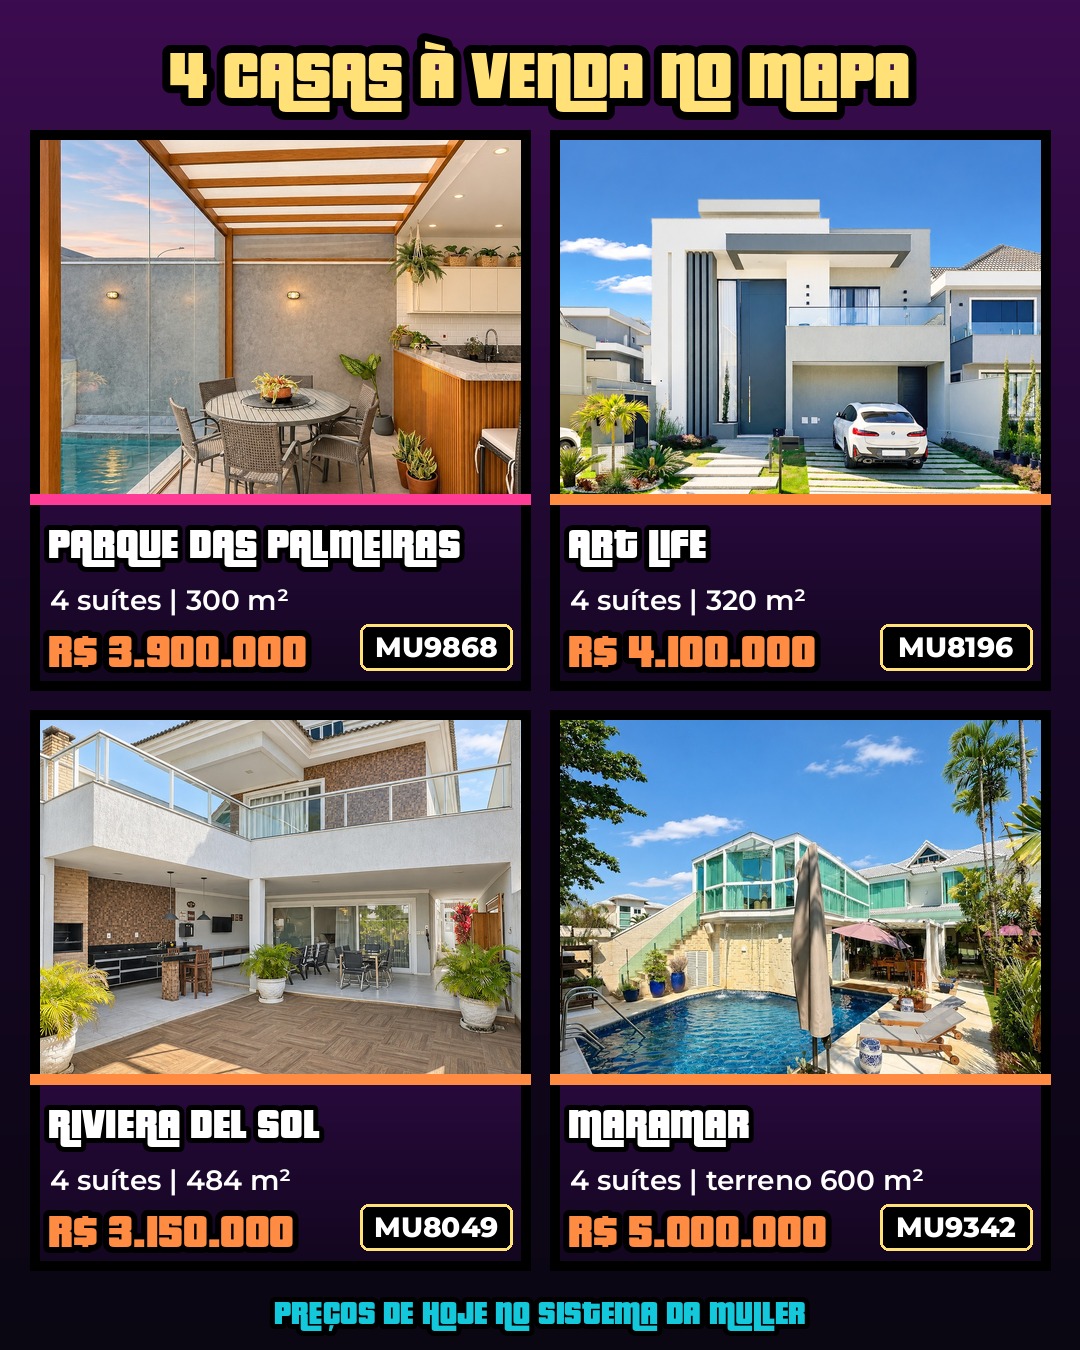 4 CASAS À VENDA NO MAPA
PARQUE DAS PALMEIRAS
4 suítes | 300 m²
R$ 3.900.000
MU9868
ART LIFE
4 suítes | 320 m²
R$ 4.100.000
MU8196
RIVIERA DEL SOL
4 suítes | 484 m²
R$ 3.150.000
MU8049
MARAMAR
4 suítes | terreno 600 m²
R$ 5.000.000
MU9342
PREÇOS DE HOJE NO SISTEMA DA MULLER